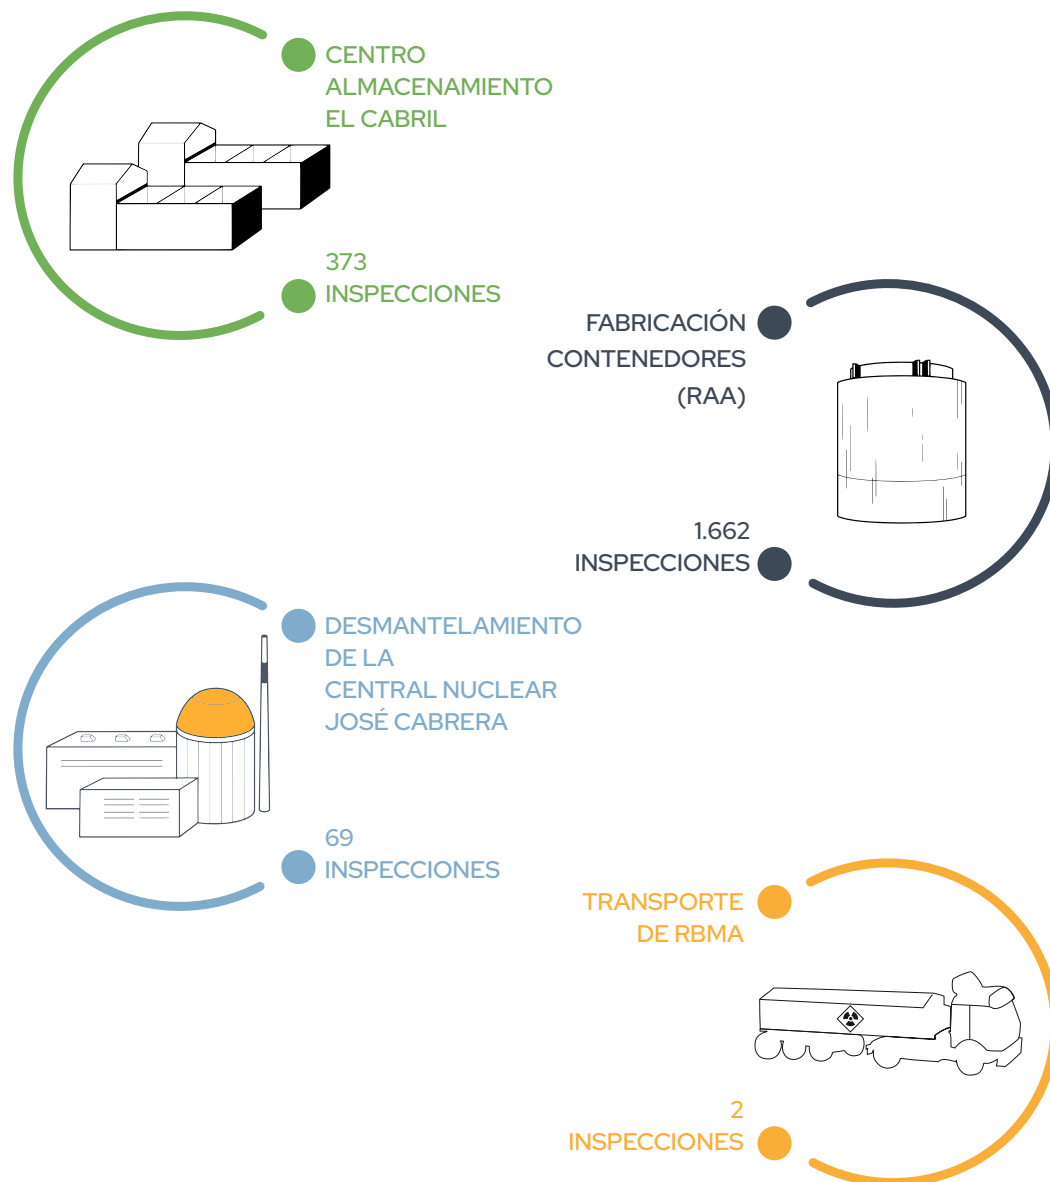 CENTRO
ALMACENAMIENTO
EL CABRIL
373
INSPECCIONES
FABRICACIÓN
CONTENEDORES
(RAA)
1.662
INSPECCIONES
DESMANTELAMIENTO
DE LA
CENTRAL NUCLEAR
JOSÉ CABRERA
69
INSPECCIONES
TRANSPORTE
DE RBMA
2
INSPECCIONES